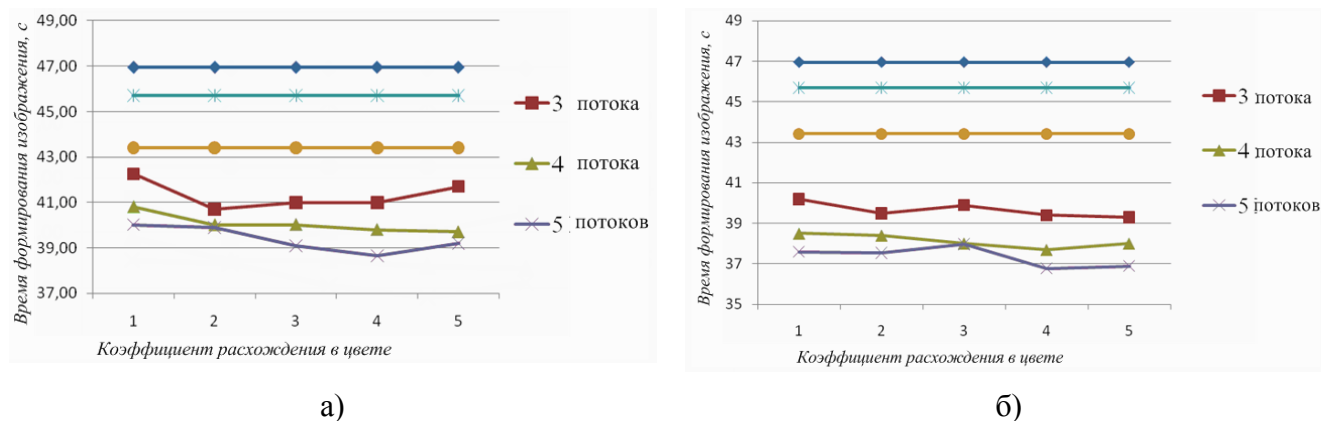 Время формирования изображения, с
49,00
47,00
45,00
43,00
41,00
39,00
37,00
1 2 3 4 5
Коэффициент расхождения в цвете
3 потока
4 потока
5 потоков
а)
Время формирования изображения, с
49
47
45
43
41
39
37
35
1 2 3 4 5
Коэффициент расхождения в цвете
3 потока
4 потока
5 потоков
б)